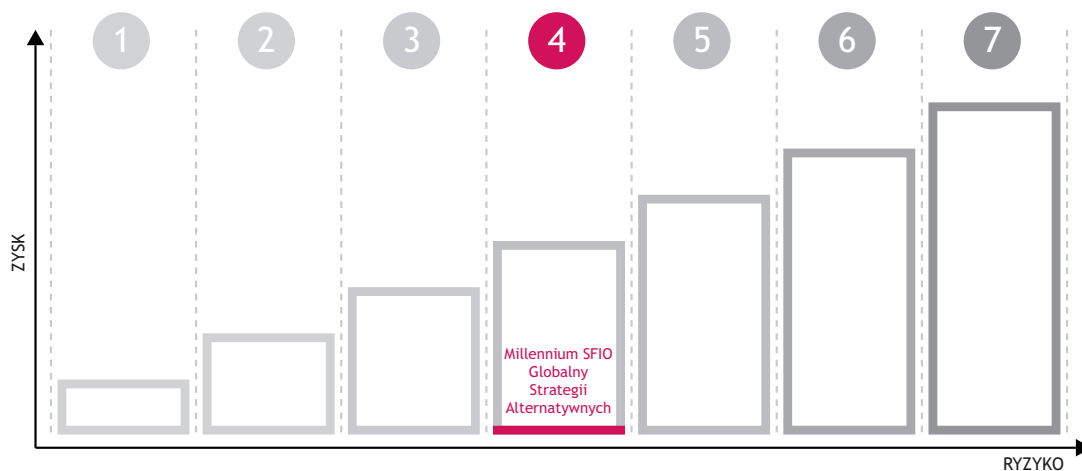 1
2
3
4
5
6
7
ZYSK
Millennium SFIO
Globalny
Strategii
Alternatywnych
RYZYKO